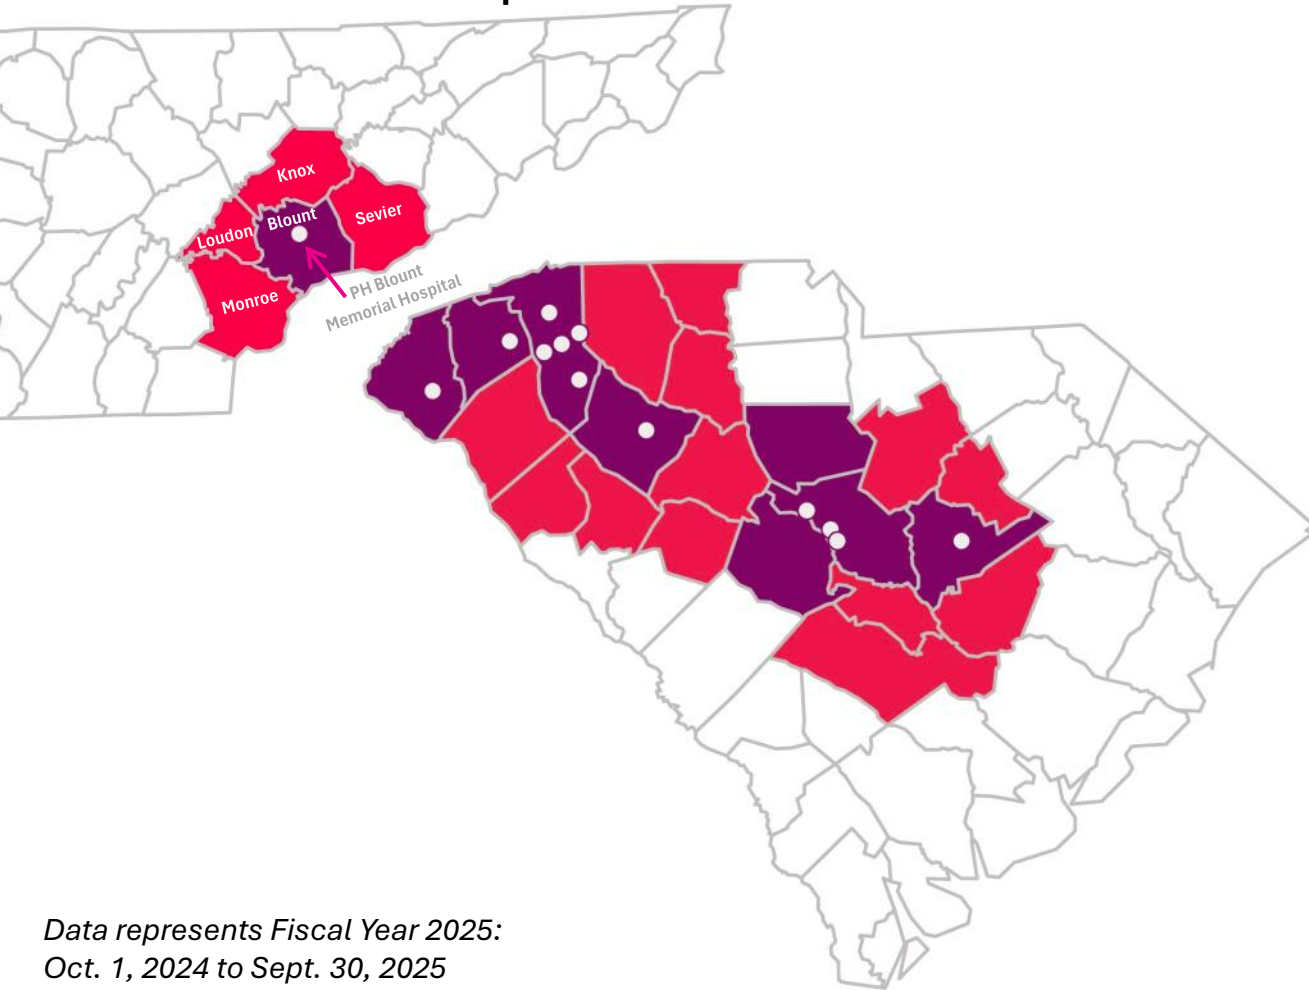 Knox
Blount
Sevier
Loudon
Monroe
PH Blount
Memorial Hospital
Data represents Fiscal Year 2025:
Oct. 1, 2024 to Sept. 30, 2025